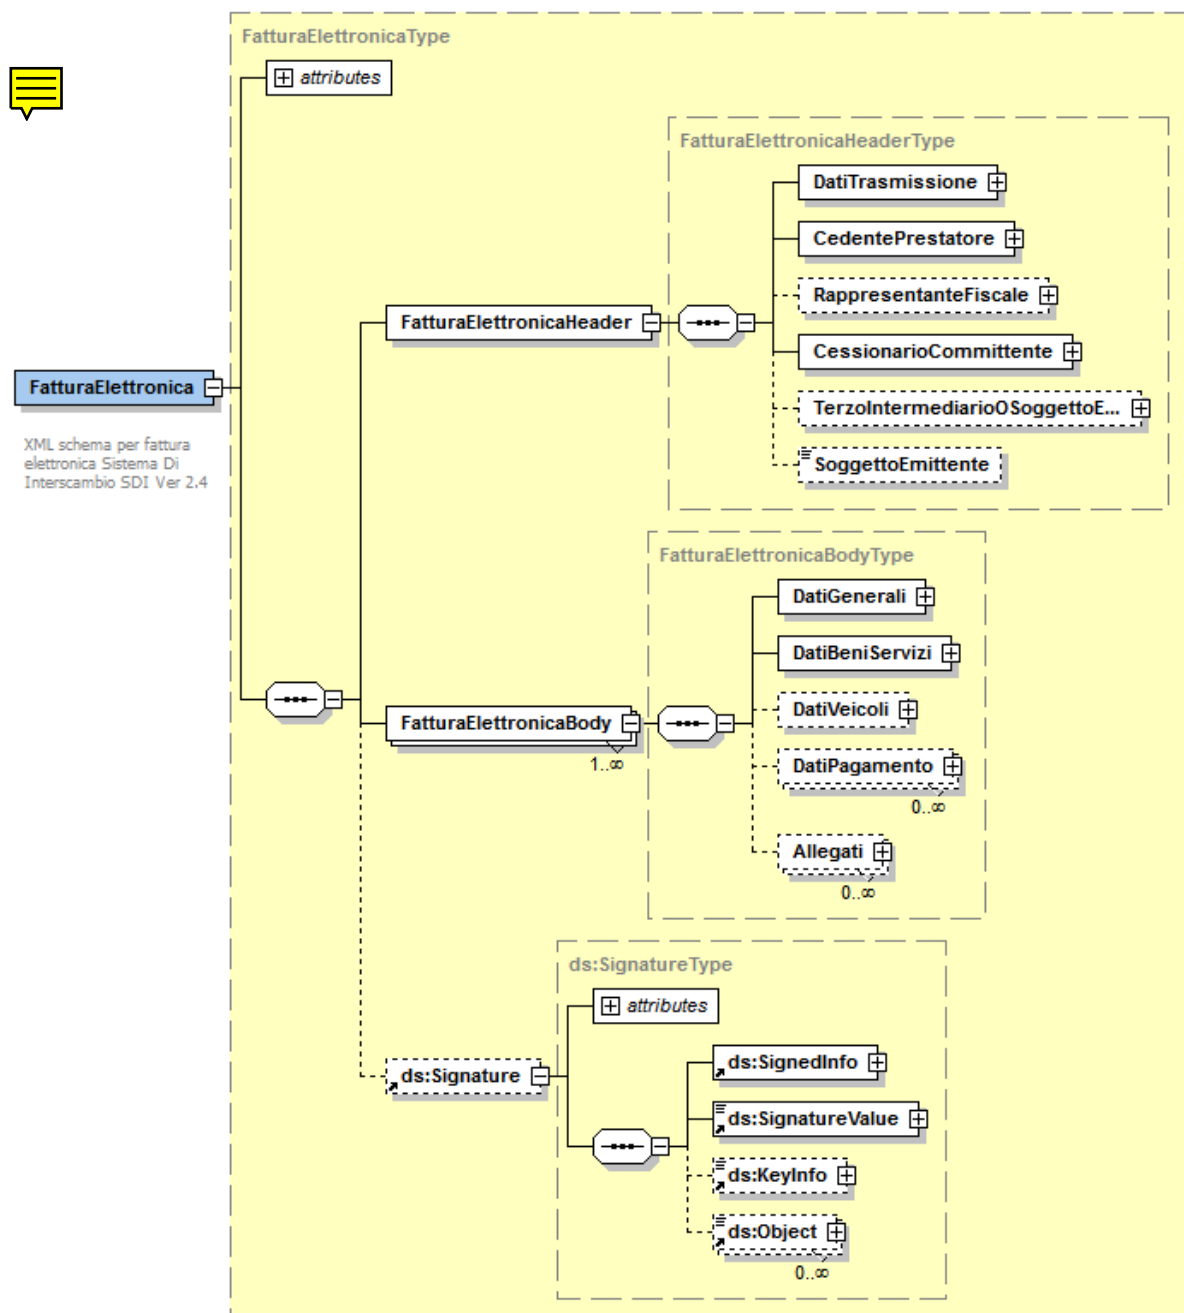 FatturaElettronicaType
attributes
FatturaElettronicaHeaderType
DatiTrasmissione
CedentePrestatore
RappresentanteFiscale
FatturaElettronicaHeader
CessionarioCommittente
FatturaElettronica
TerzoIntermediarioOSoggettoE...
XML schema per fattura
elettronica Sistema Di
Interscambio SDI Ver 2.4
SoggettoEmittente
FatturaElettronicaBodyType
DatiGenerali
DatiBeniServizi
DatiVeicoli
FatturaElettronicaBody
1..∞
DatiPagamento
0..∞
Allegati
0..∞
ds:SignatureType
attributes
ds:SignedInfo
ds:Signature
ds:SignatureValue
ds:KeyInfo
ds:Object
0..∞